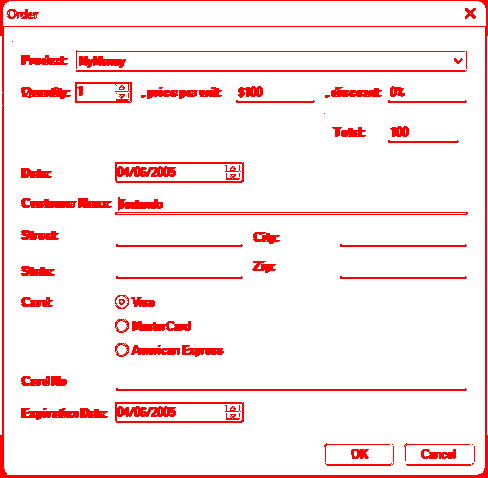 Order
Product: MyMoney
Quantity: 1 , price per unit: $100 , discount: 0%
Total: 100
Date: 04/06/2005
Customer Name:
Street: City:
State: Zip:
Card: Visa
MasterCard
American Express
Card No
Expiration Date: 04/06/2005
OK Cancel